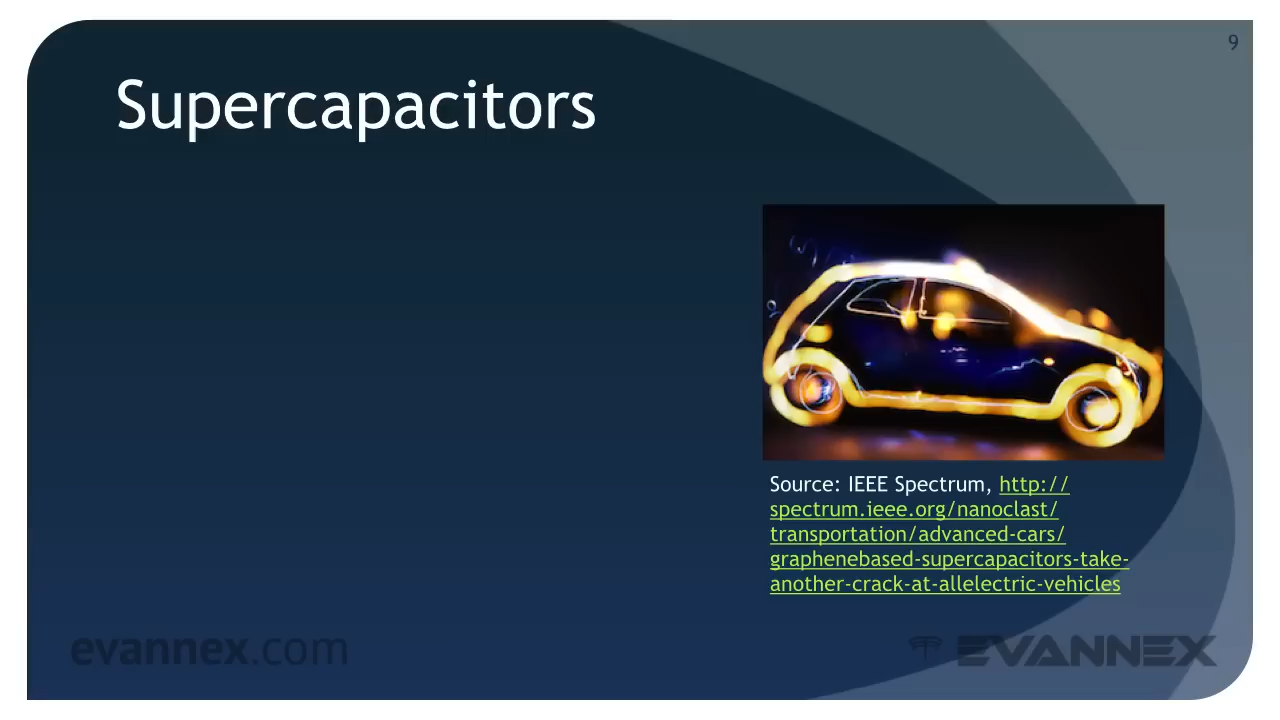 9
Supercapacitors
Source: IEEE Spectrum, http://
spectrum.ieee.org/nanoclast/
transportation/advanced-cars/
graphenebased-supercapacitors-take-
another-crack-at-allelectric-vehicles
evannex.com
EVANNEX